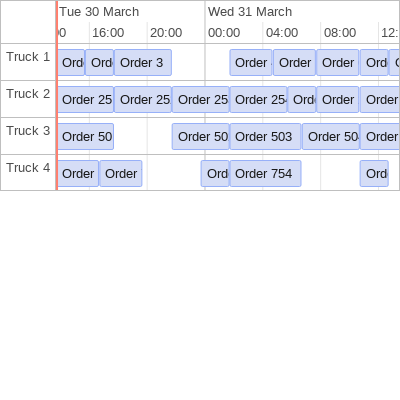 Tue 30 March Wed 31 March
16:00 20:00 00:00 04:00 08:00 12:
Truck 1 Ord Ord Order 3 Order Order Order Ord
Truck 2 Order 25 Order 25 Order 25 Order 25 Ord Order Order
Truck 3 Order 50 Order 50 Order 503 Order 50 Order
Truck 4 Order Order Ord Order 754 Ord